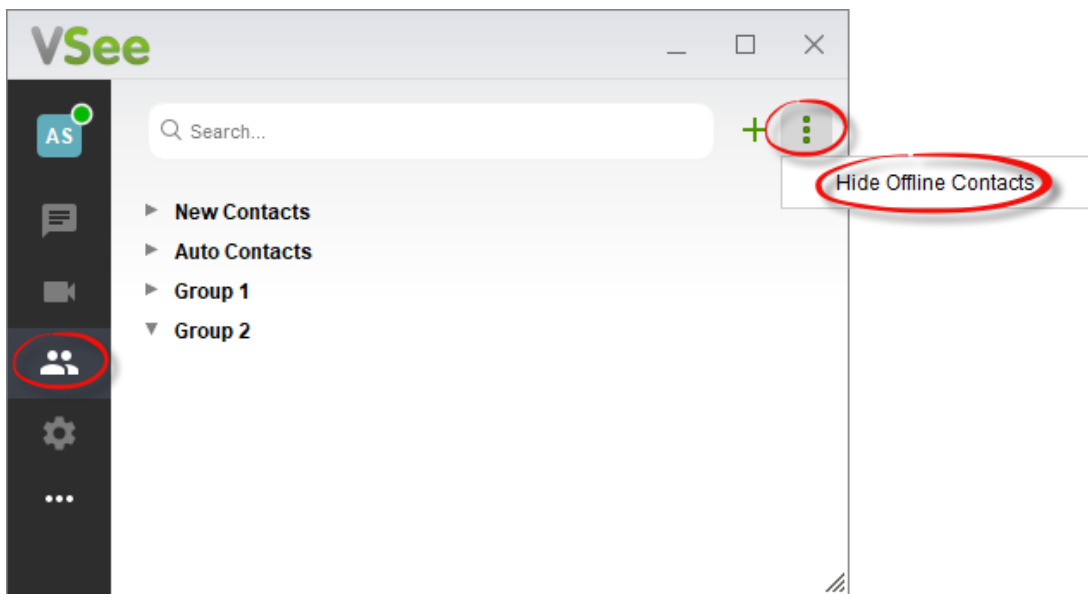 VSee
AS
Search...
Hide Offline Contacts
New Contacts
Auto Contacts
Group 1
Group 2